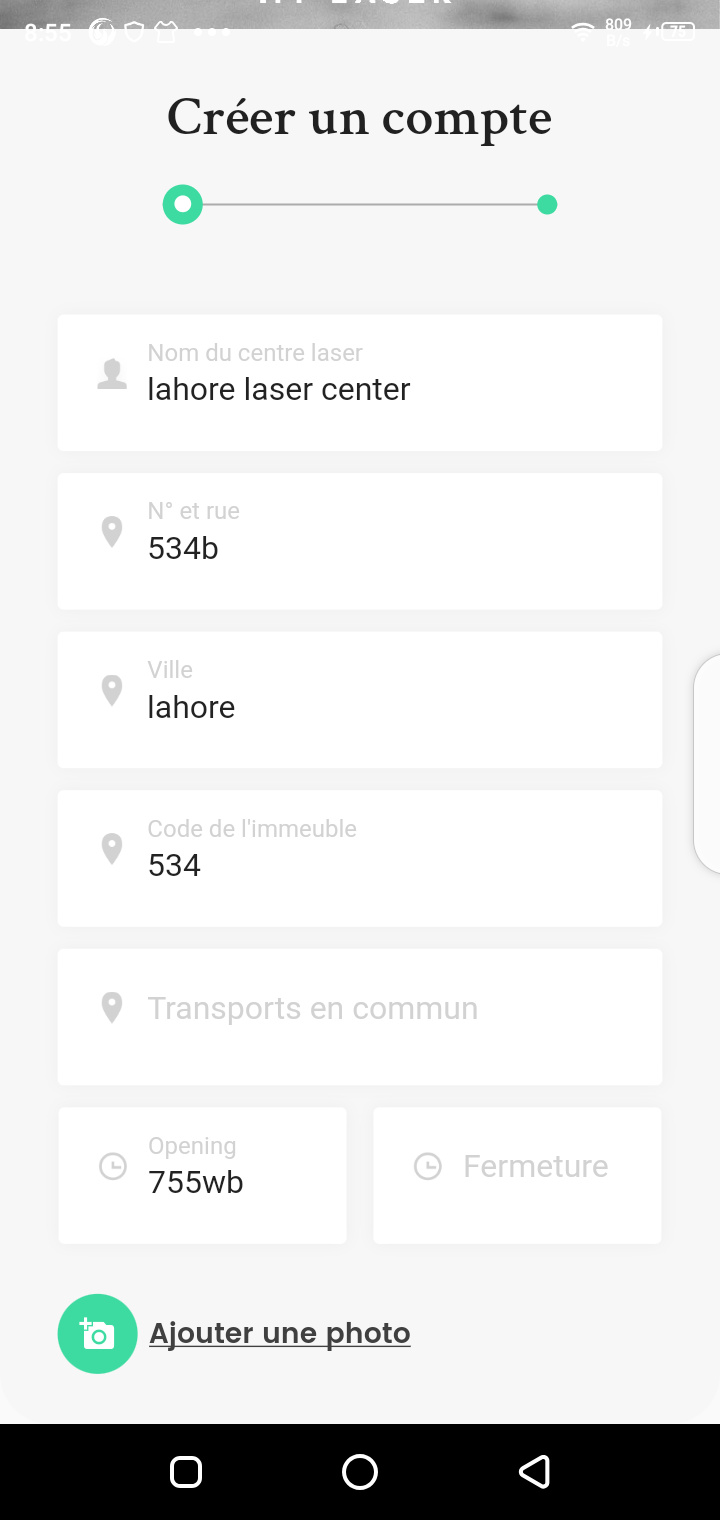 8:55
809
B/s
75
Créer un compte
Nom du centre laser
lahore laser center
N° et rue
534b
Ville
lahore
Code de l'immeuble
534
Transports en commun
Opening
755wb
Fermeture
Ajouter une photo